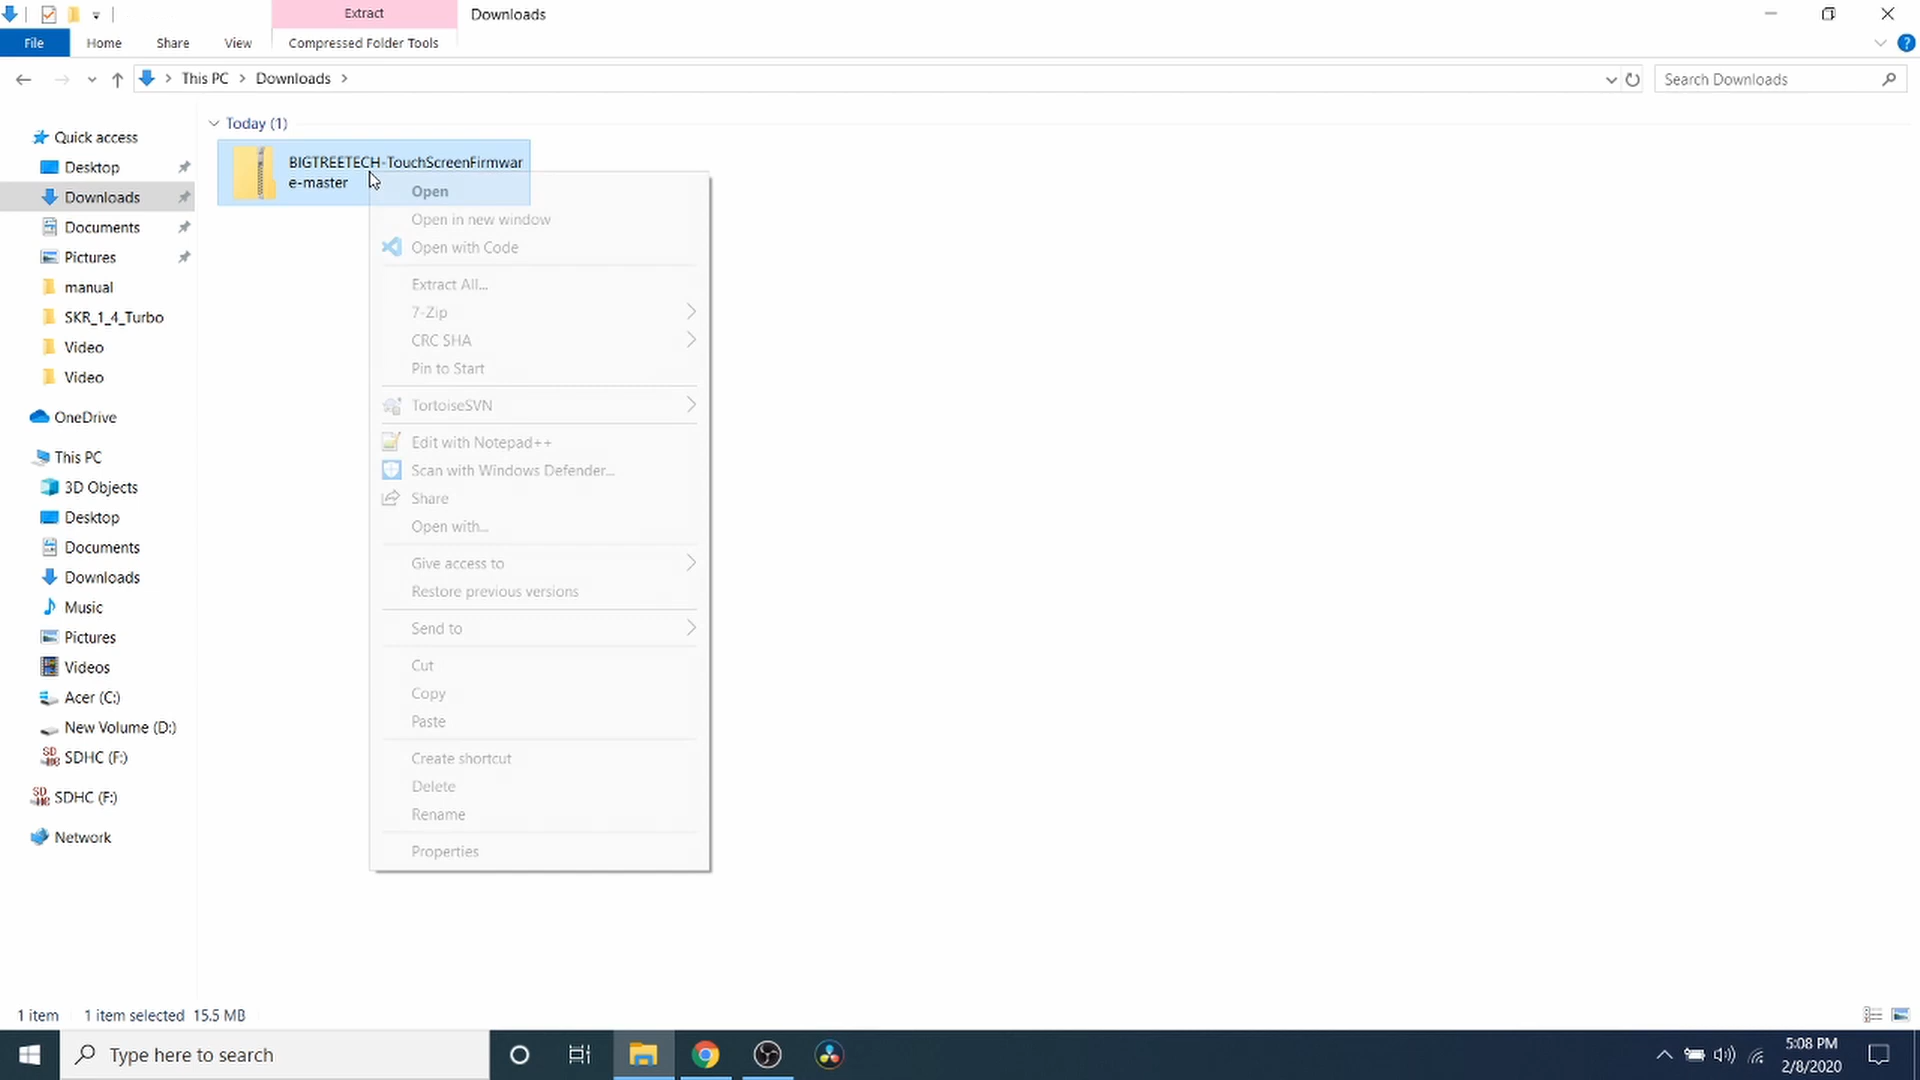 Extract
Downloads
File
Home
Share
View
Compressed Folder Tools
This PC
Downloads
Search Downloads
Quick access
Desktop
Downloads
Documents
Pictures
manual
SKR_1_4_Turbo
Video
Video
OneDrive
This PC
3D Objects
Desktop
Documents
Downloads
Music
Pictures
Videos
Acer (C:)
New Volume (D:)
SDHC (F:)
SDHC (F:)
Network
Today (1)
BIGTREETECH-TouchScreenFirmwar
e-master
Open
Open in new window
Open with Code
Extract All...
7-Zip
CRC SHA
Pin to Start
TortoiseSVN
Edit with Notepad++
Scan with Windows Defender...
Share
Open with...
Give access to
Restore previous versions
Send to
Cut
Copy
Paste
Create shortcut
Delete
Rename
Properties
1 item
1 item selected 15.5 MB
Type here to search
5:08 PM
2/8/2020